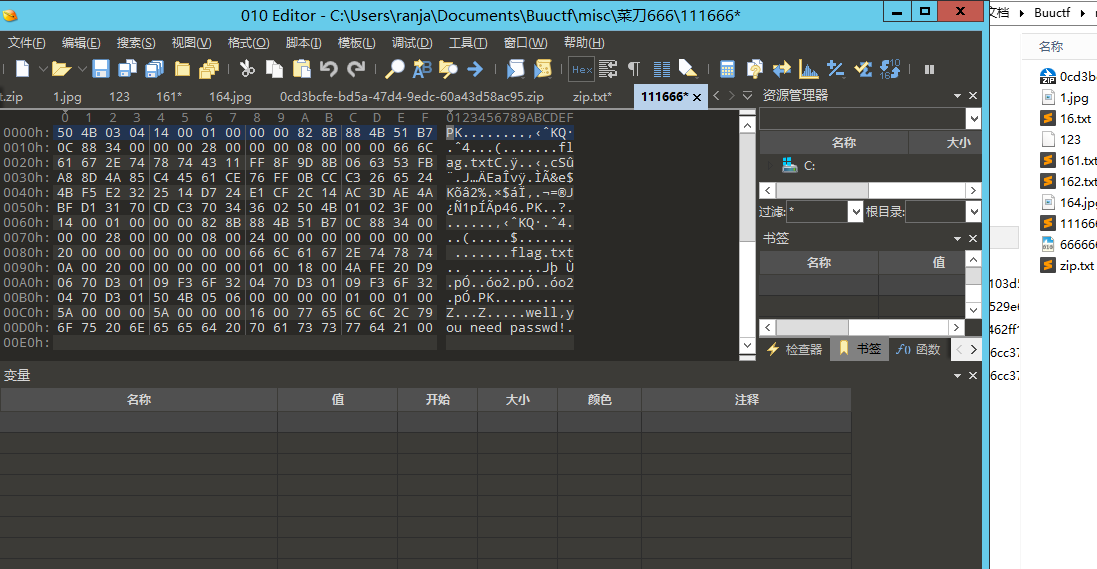 010 Editor - C:\Users\ranja\Documents\Buuctf\misc\菜刀666\111666*
文档 ▸ Buuctf ▸
文件(F) 编辑(E) 搜索(S) 视图(V) 格式(O) 脚本(I) 模板(L) 调试(D) 工具(T) 窗口(W) 帮助(H)
t.zip 1.jpg 123 161* 164.jpg 0cd3bcfe-bd5a-47d4-9edc-60a43d58ac95.zip zip.txt* 111666*
0 1 2 3 4 5 6 7 8 9 A B C D E F 0123456789ABCDEF
0000h: 50 4B 03 04 14 00 01 00 00 00 82 8B 88 4B 51 B7 PK........‚‹ˆKQ·
0010h: 0C 88 34 00 00 00 28 00 00 00 08 00 00 00 66 6C .ˆ4...(.......fl
0020h: 61 67 2E 74 78 74 43 11 FF 8F 9D 8B 06 63 53 FB ag.txtC.ÿ..‹.cSû
0030h: A8 8D 4A 85 C4 45 61 CE 76 FF 0B CC C3 26 65 24 ¨.J…ÄEaÎvÿ.ÌÃ&e$
0040h: 4B F5 E2 32 25 14 D7 24 E1 CF 2C 14 AC 3D AE 4A Kõâ2%.×$áÏ,.¬=®J
0050h: BF D1 31 70 CD C3 70 34 36 02 50 4B 01 02 3F 00 ¿Ñ1pÍÃp46.PK..?.
0060h: 14 00 01 00 00 00 82 8B 88 4B 51 B7 0C 88 34 00 ......‚‹ˆKQ·.ˆ4.
0070h: 00 00 28 00 00 00 08 00 24 00 00 00 00 00 00 00 ..(.....$.......
0080h: 20 00 00 00 00 00 00 00 66 6C 61 67 2E 74 78 74 .......flag.txt
0090h: 0A 00 20 00 00 00 00 00 01 00 18 00 4A FE 20 D9 .. .........Jþ Ù
00A0h: 06 70 D3 01 09 F3 6F 32 04 70 D3 01 09 F3 6F 32 .pÓ..óo2.pÓ..óo2
00B0h: 04 70 D3 01 50 4B 05 06 00 00 00 00 01 00 01 00 .pÓ.PK..........
00C0h: 5A 00 00 00 5A 00 00 00 16 00 77 65 6C 6C 2C 79 Z...Z.....well,y
00D0h: 6F 75 20 6E 65 65 64 20 70 61 73 73 77 64 21 00 ou need passwd!.
00E0h:
资源管理器
名称 大小
C:
过滤: * 根目录:
书签
名称 值
检查器 书签 f() 函数
变量
名称 值 开始 大小 颜色 注释
名称
0cd3b
1.jpg
16.txt
123
161.txt
162.txt
164.jpg
11166
66666
zip.txt
103d5
529e
462ff
6cc37
6cc37